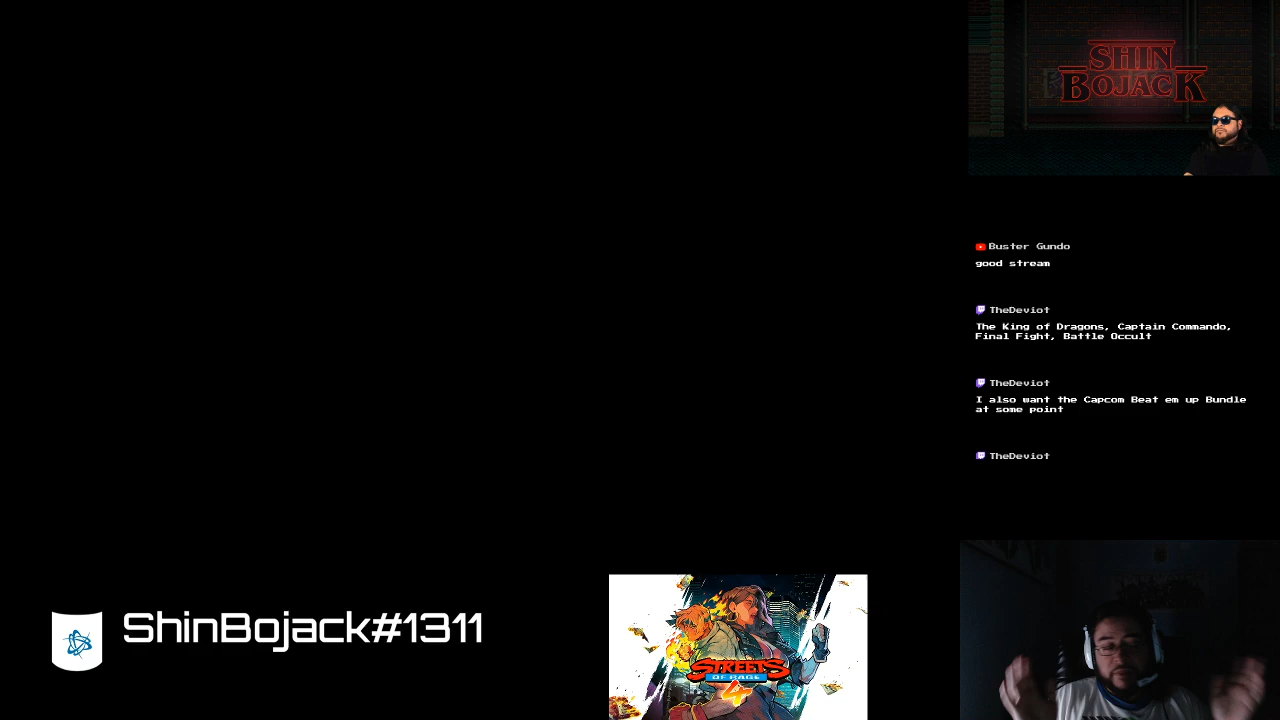 SHIN
BOJACK
Buster Gundo
good stream
TheDeviot
The King of Dragons, Captain Commando,
Final Fight, Battle Occult
TheDeviot
I also want the Capcom Beat em up Bundle
at some point
TheDeviot
ShinBojack#1311
STREETS
OF RAGE
4